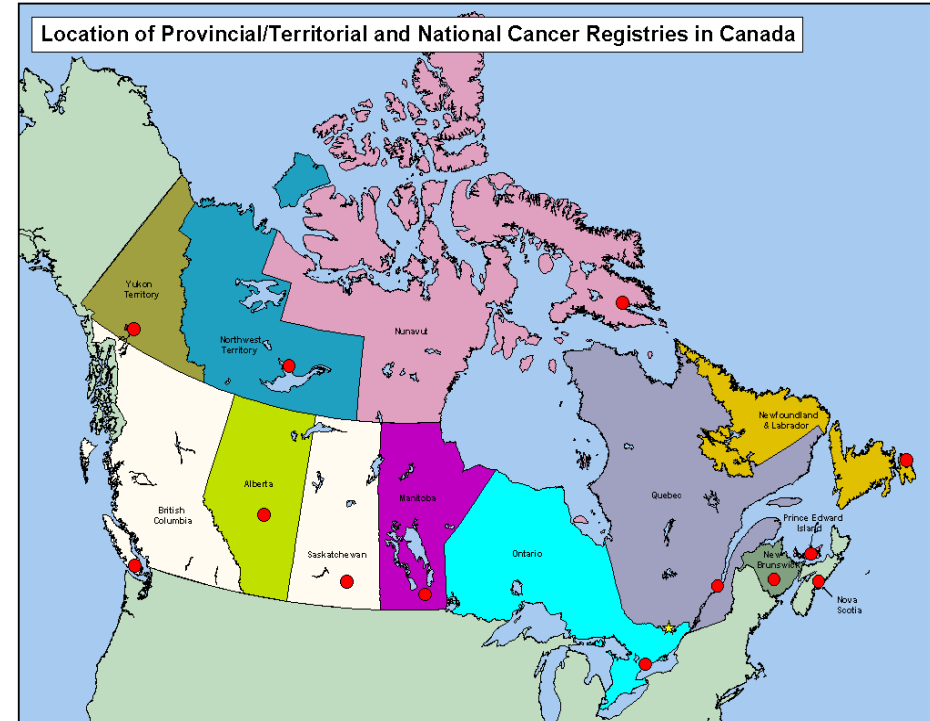 Location of Provincial/Territorial and National Cancer Registries in Canada
Yukon
Territory
Northwest
Territory
Nunavut
Newfoundland
& Labrador
Alberta
Manitoba
Quebec
British
Columbia
Prince Edward
Island
Saskatchewan
Ontario
New
Brunswick
Nova
Scotia